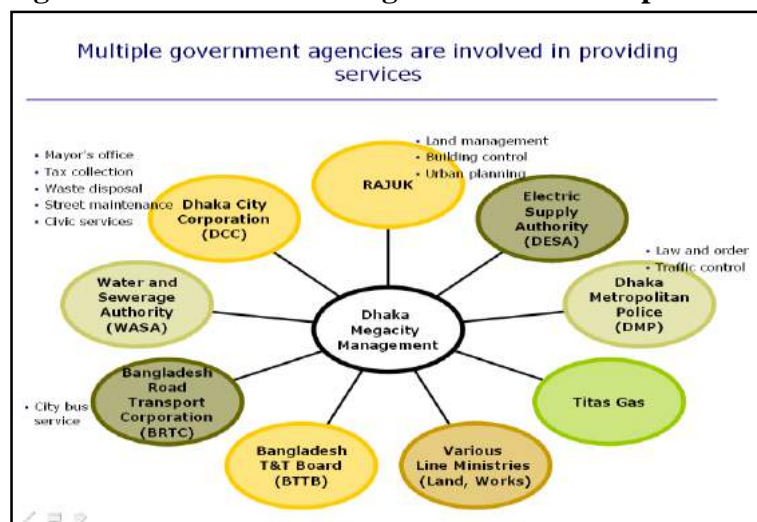 Multiple government agencies are involved in providing
services
• Mayor's office
• Tax collection
• Waste disposal
• Street maintenance
• Civic services
Dhaka City
Corporation
(DCC)
RAJUK
• Land management
• Building control
• Urban planning
Electric
Supply
Authority
(DESA)
• Law and order
• Traffic control
Dhaka
Metropolitan
Police
(DMP)
Water and
Sewerage
Authority
(WASA)
Dhaka
Megacity
Management
Bangladesh
Road
Transport
Corporation
(BRTC)
• City bus
service
Titas Gas
Bangladesh
T&T Board
(BTTB)
Various
Line Ministries
(Land, Works)